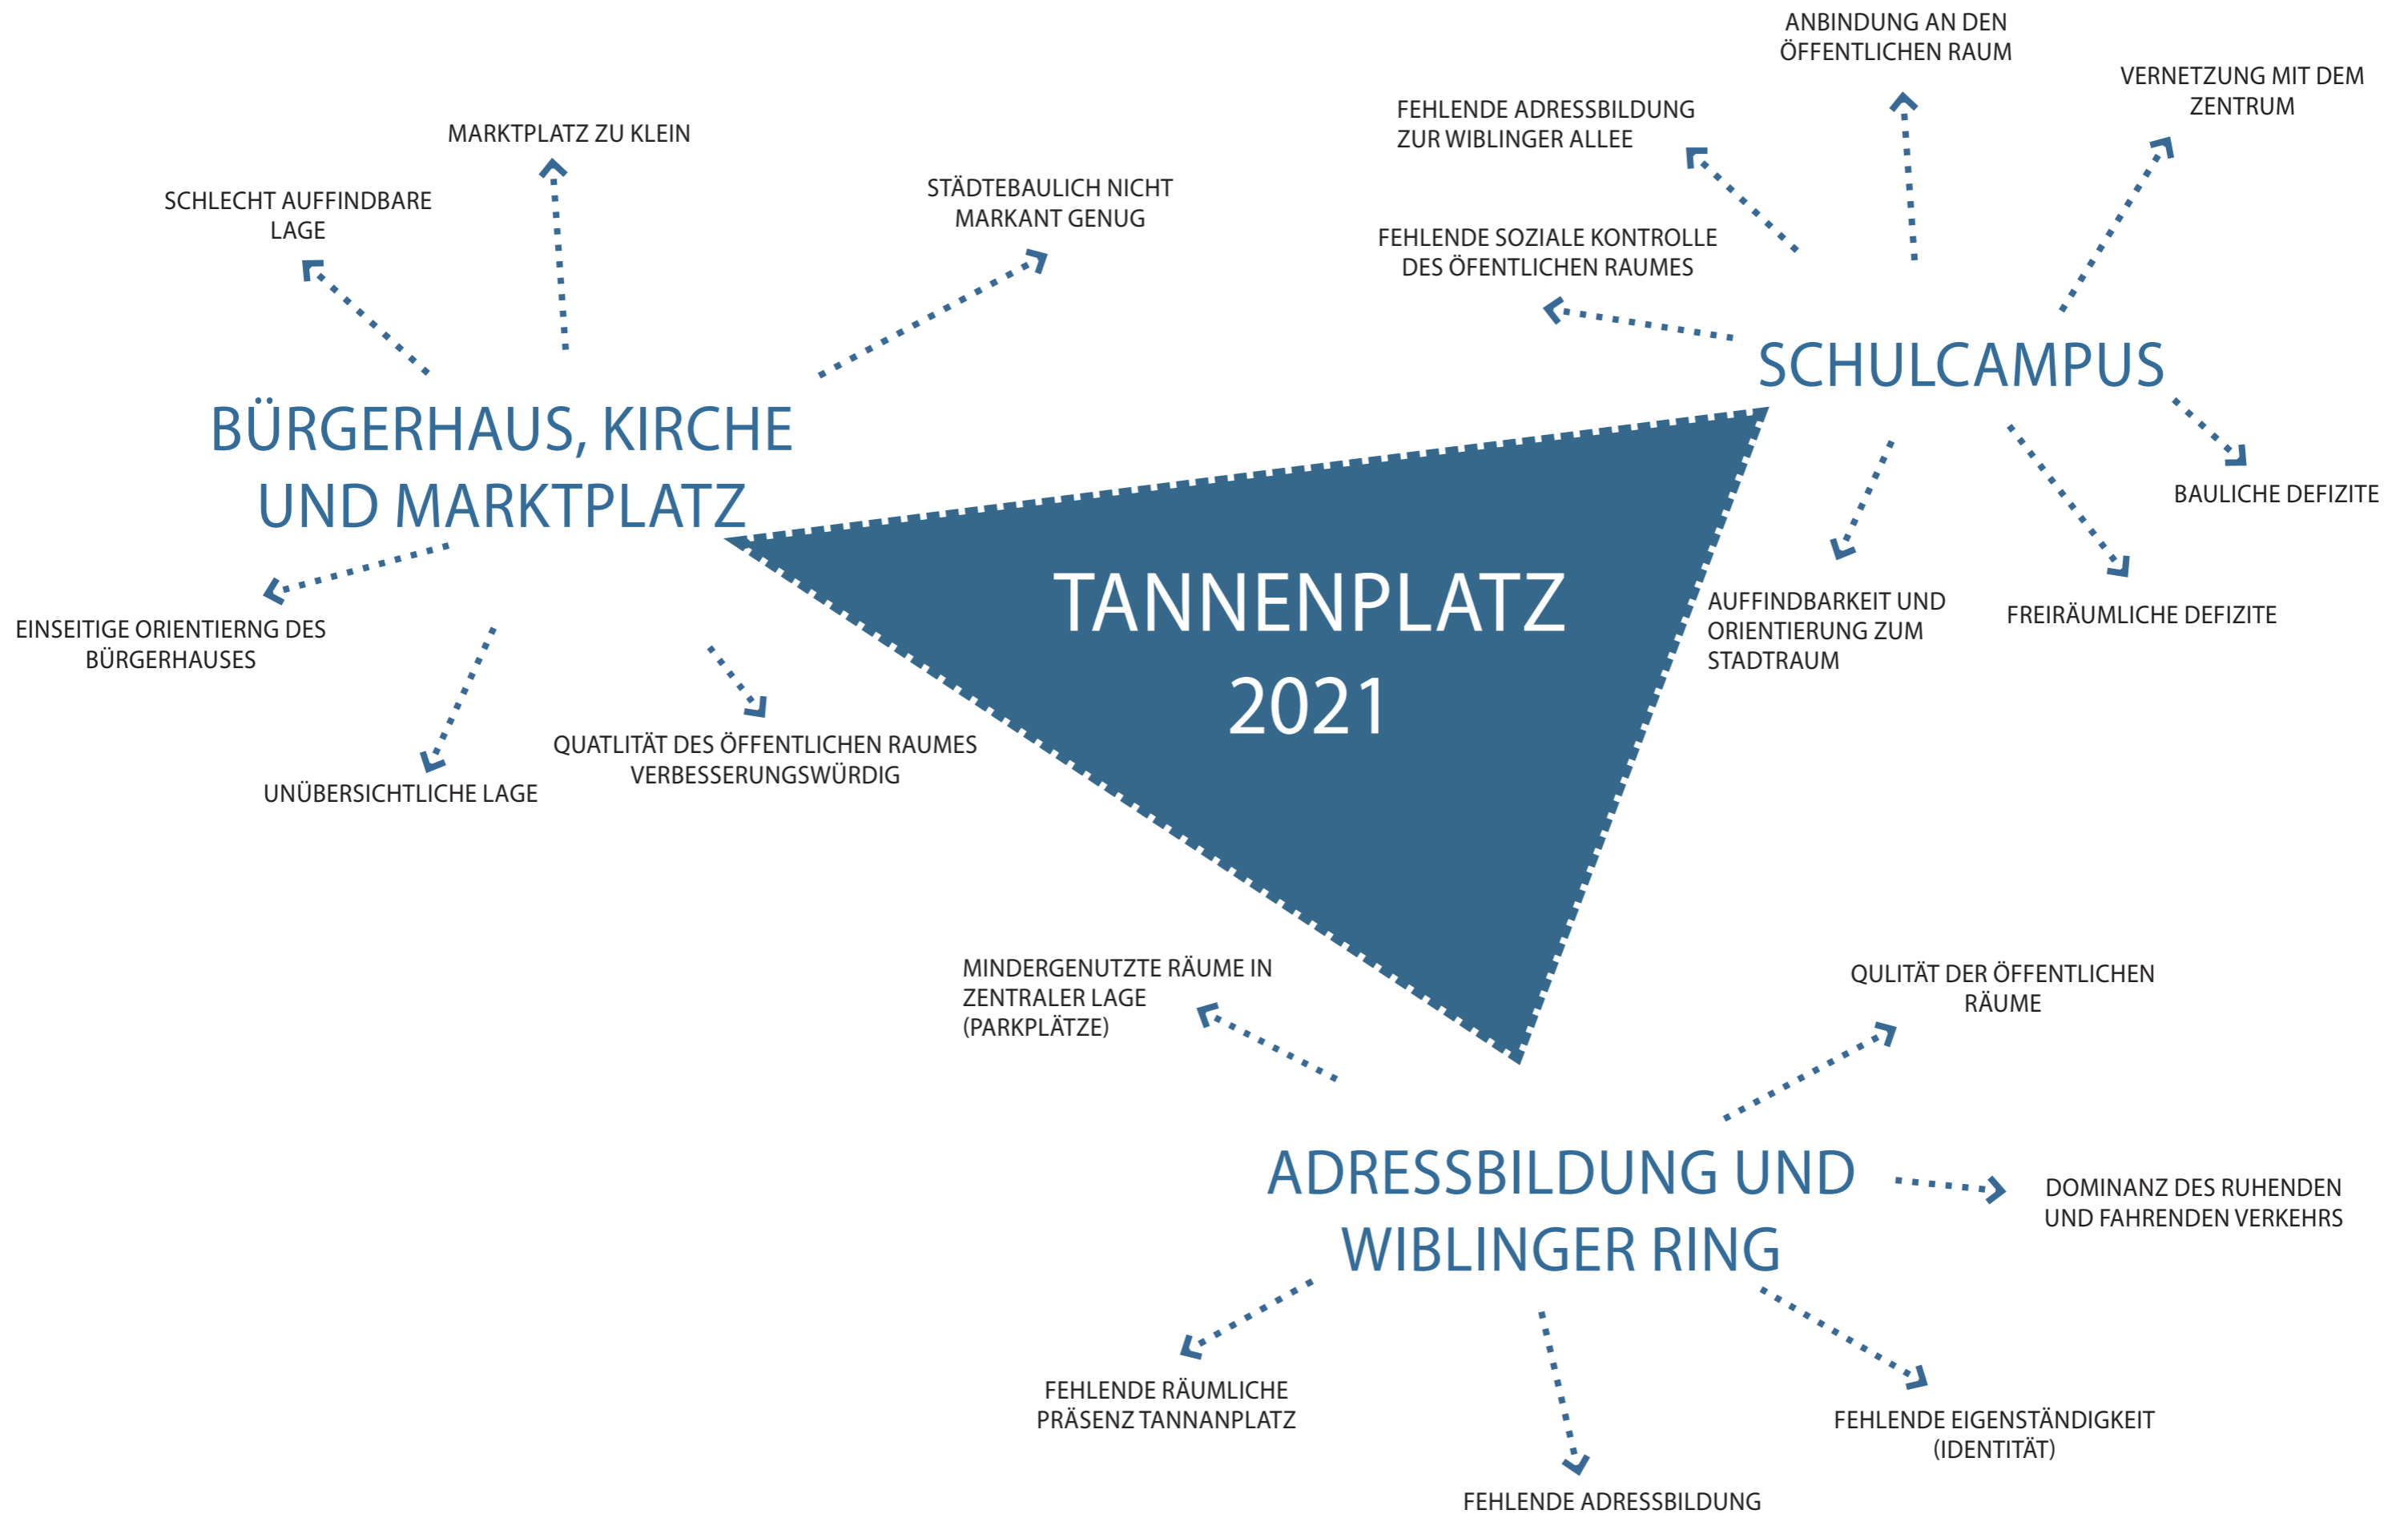 MARKTPLATZ ZU KLEIN
SCHLECHT AUFFINDBARE
LAGE
STÄDTEBAULICH NICHT
MARKANT GENUG
BÜRGERHAUS, KIRCHE
UND MARKTPLATZ
EINSEITIGE ORIENTIERNG DES
BÜRGERHAUSES
UNÜBERSICHTLICHE LAGE
QUATLITÄT DES ÖFFENTLICHEN RAUMES
VERBESSERUNGSWÜRDIG
ANBINDUNG AN DEN
ÖFFENTLICHEN RAUM
VERNETZUNG MIT DEM
ZENTRUM
FEHLENDE ADRESSBILDUNG
ZUR WIBLINGER ALLEE
FEHLENDE SOZIALE KONTROLLE
DES ÖFENTLICHEN RAUMES
SCHULCAMPUS
BAULICHE DEFIZITE
AUFFINDBARKEIT UND
ORIENTIERUNG ZUM
STADTRAUM
FREIRÄUMLICHE DEFIZITE
TANNENPLATZ
2021
MINDERGENUTZTE RÄUME IN
ZENTRALER LAGE
(PARKPLÄTZE)
QULITÄT DER ÖFFENTLICHEN
RÄUME
ADRESSBILDUNG UND
WIBLINGER RING
DOMINANZ DES RUHENDEN
UND FAHRENDEN VERKEHRS
FEHLENDE RÄUMLICHE
PRÄSENZ TANNANPLATZ
FEHLENDE EIGENSTÄNDIGKEIT
(IDENTITÄT)
FEHLENDE ADRESSBILDUNG